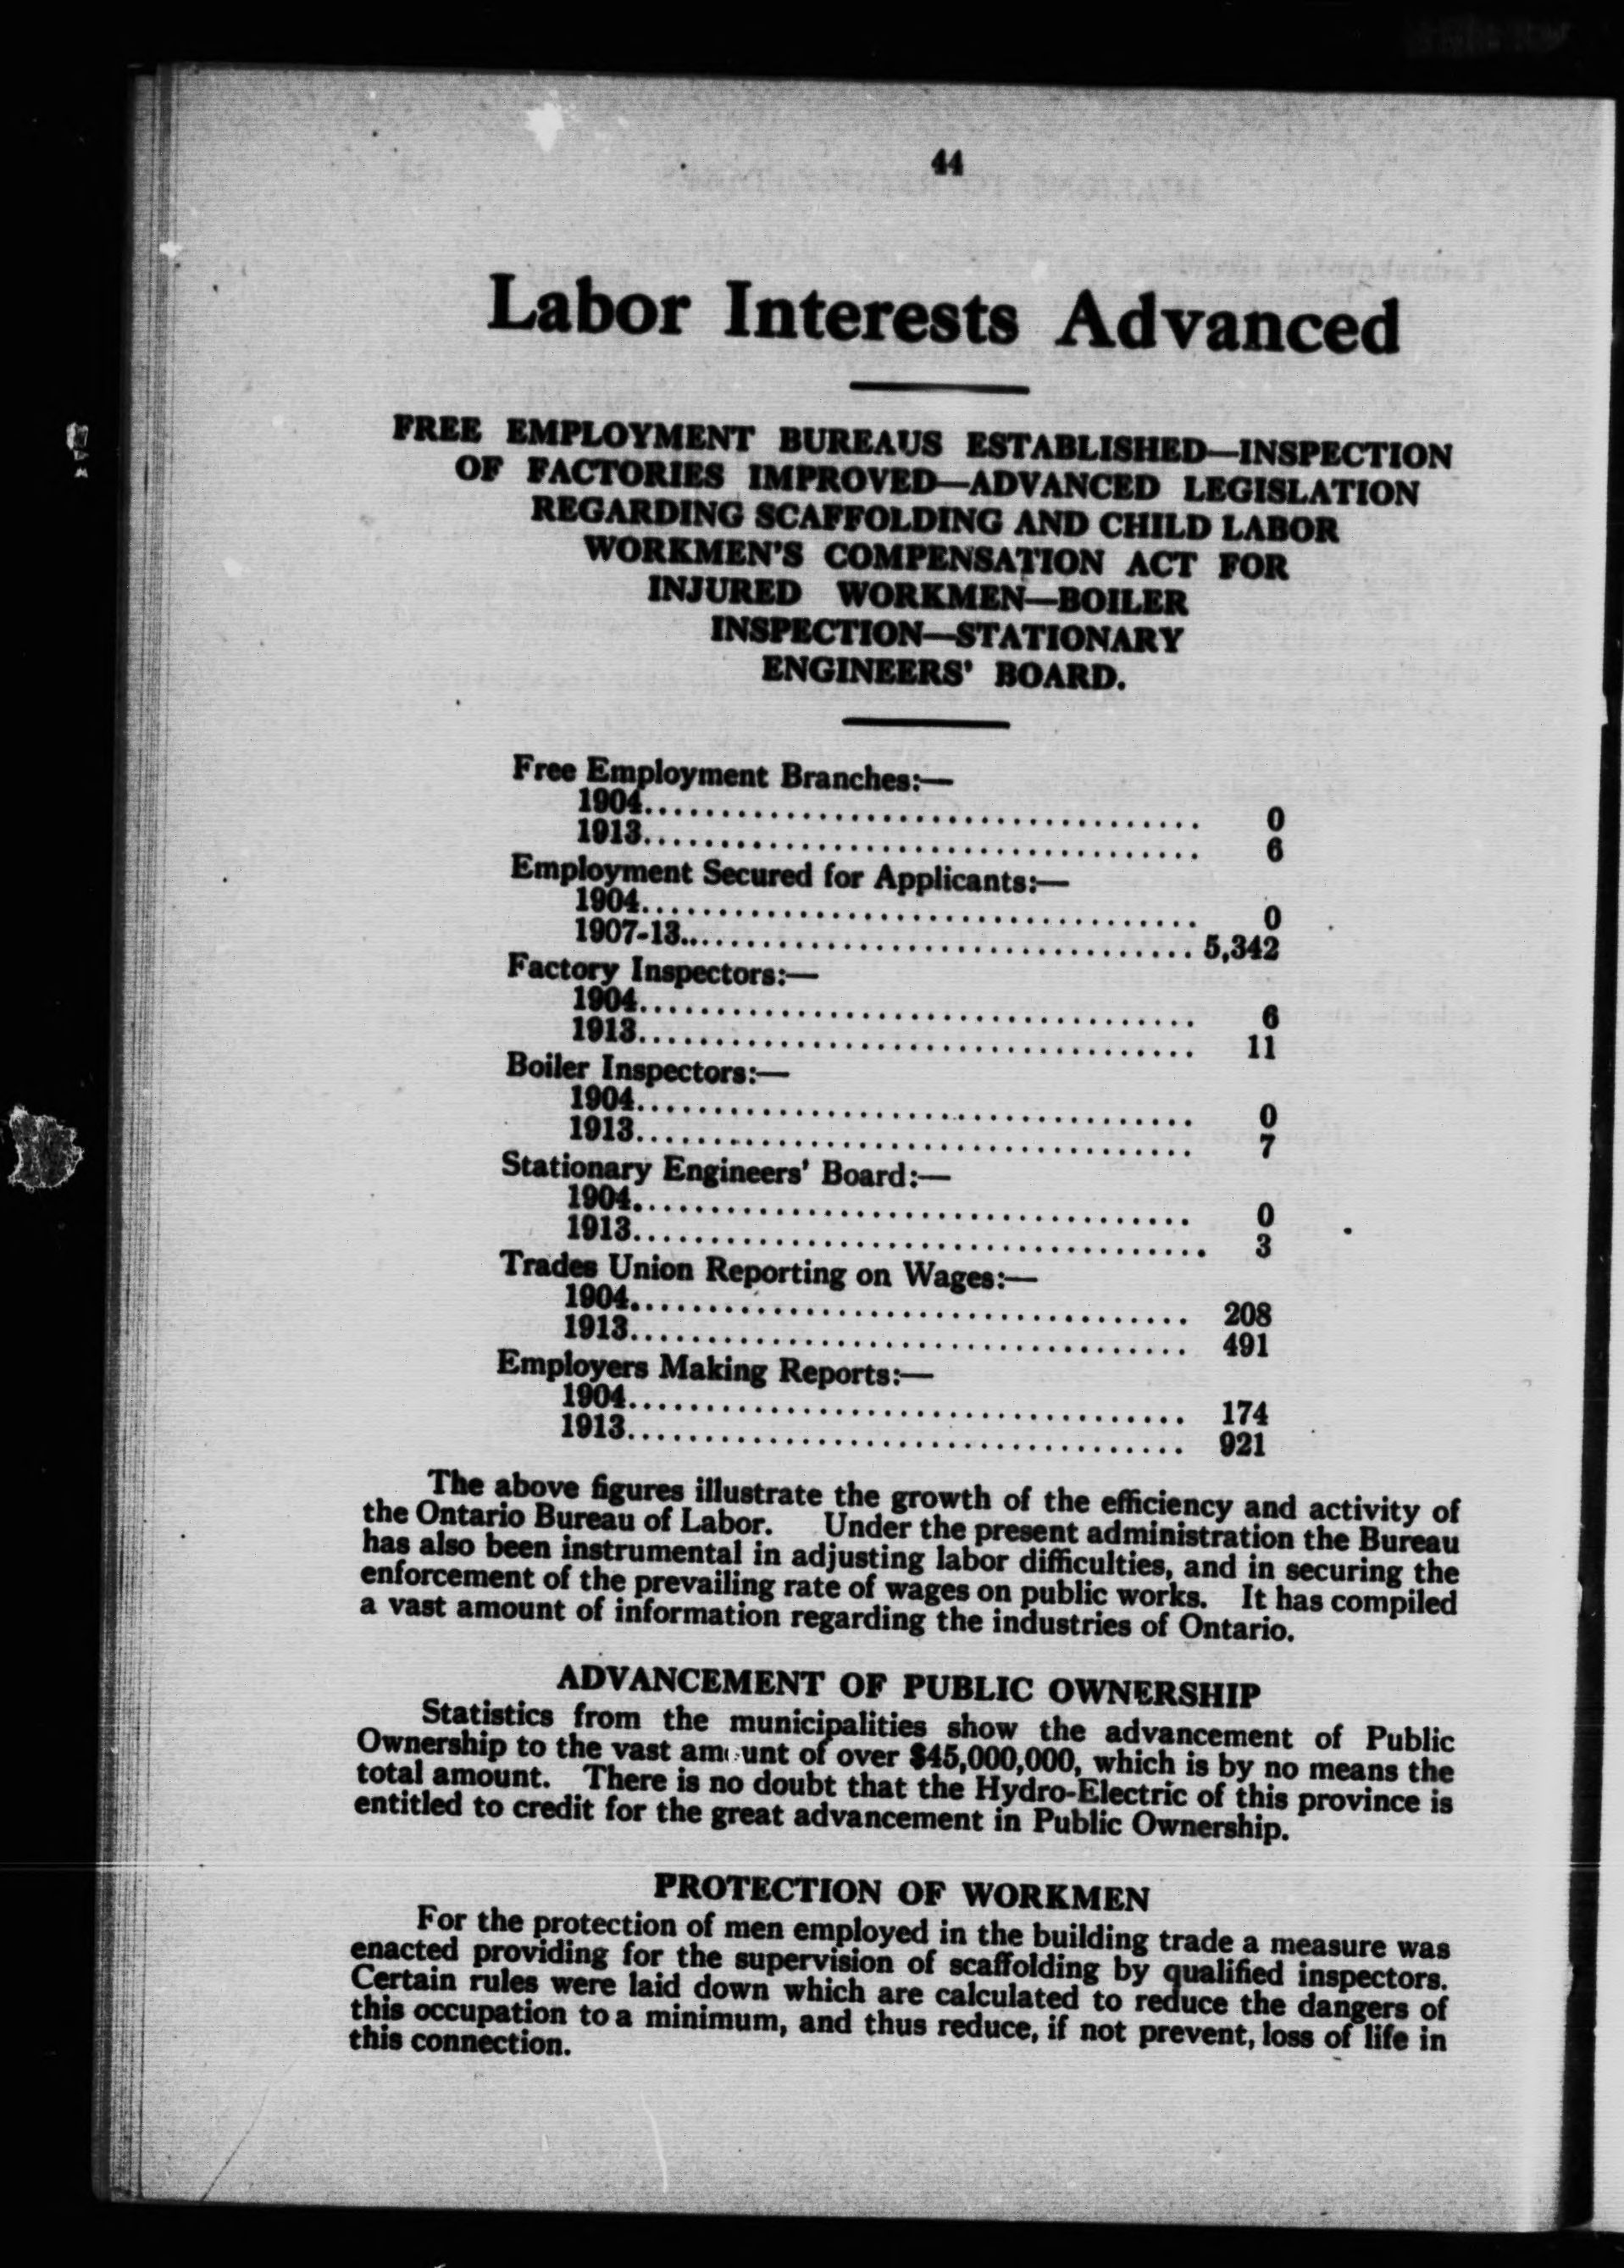 44
Labor Interests Advanced
FREE EMPLOYMENT BUREAUS ESTABLISHED—INSPECTION
OF FACTORIES IMPROVED—ADVANCED LEGISLATION
REGARDING SCAFFOLDING AND CHILD LABOR
WORKMEN'S COMPENSATION ACT FOR
INJURED WORKMEN—BOILER
INSPECTION—STATIONARY
ENGINEERS' BOARD.
Free Employment Branches:—
1904.................................... 0
1913.................................... 6
Employment Secured for Applicants:—
1904.................................... 0
1907-13.................................. 5,342
Factory Inspectors:—
1904.................................... 6
1913.................................... 11
Boiler Inspectors:—
1904.................................... 0
1913.................................... 7
Stationary Engineers' Board:—
1904.................................... 0
1913..................................... 3
Trades Union Reporting on Wages:—
1904.................................... 208
1913.................................... 491
Employers Making Reports:—
1904.................................... 174
1913.................................... 921
The above figures illustrate the growth of the efficiency and activity of
the Ontario Bureau of Labor. Under the present administration the Bureau
has also been instrumental in adjusting labor difficulties, and in securing the
enforcement of the prevailing rate of wages on public works. It has compiled
a vast amount of information regarding the industries of Ontario.
ADVANCEMENT OF PUBLIC OWNERSHIP
Statistics from the municipalities show the advancement of Public
Ownership to the vast amount of over $45,000,000, which is by no means the
total amount. There is no doubt that the Hydro-Electric of this province is
entitled to credit for the great advancement in Public Ownership.
PROTECTION OF WORKMEN
For the protection of men employed in the building trade a measure was
enacted providing for the supervision of scaffolding by qualified inspectors.
Certain rules were laid down which are calculated to reduce the dangers of
this occupation to a minimum, and thus reduce, if not prevent, loss of life in
this connection.